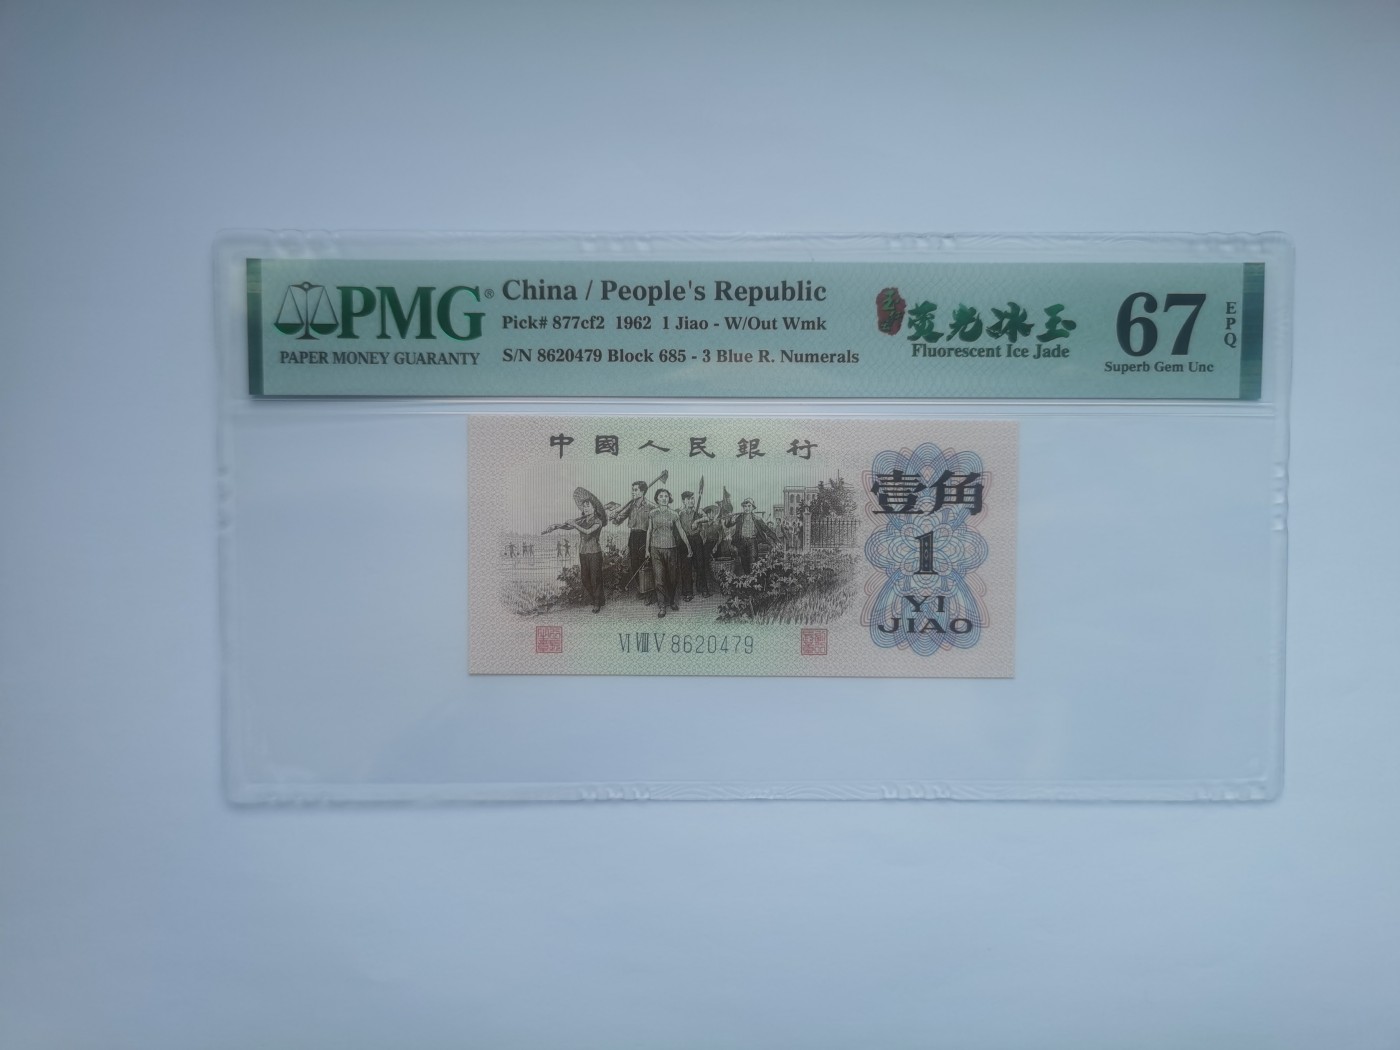 PMG®
PAPER MONEY GUARANTY
China / People's Republic
Pick# 877cf2 1962 1 Jiao - W/Out Wmk
S/N 8620479 Block 685 - 3 Blue R. Numerals
荧光冰玉
Fluorescent Ice Jade
67
EPQ
Superb Gem Unc
中國人民銀行
壹角
1
YI
JIAO
VI VIII V 8620479